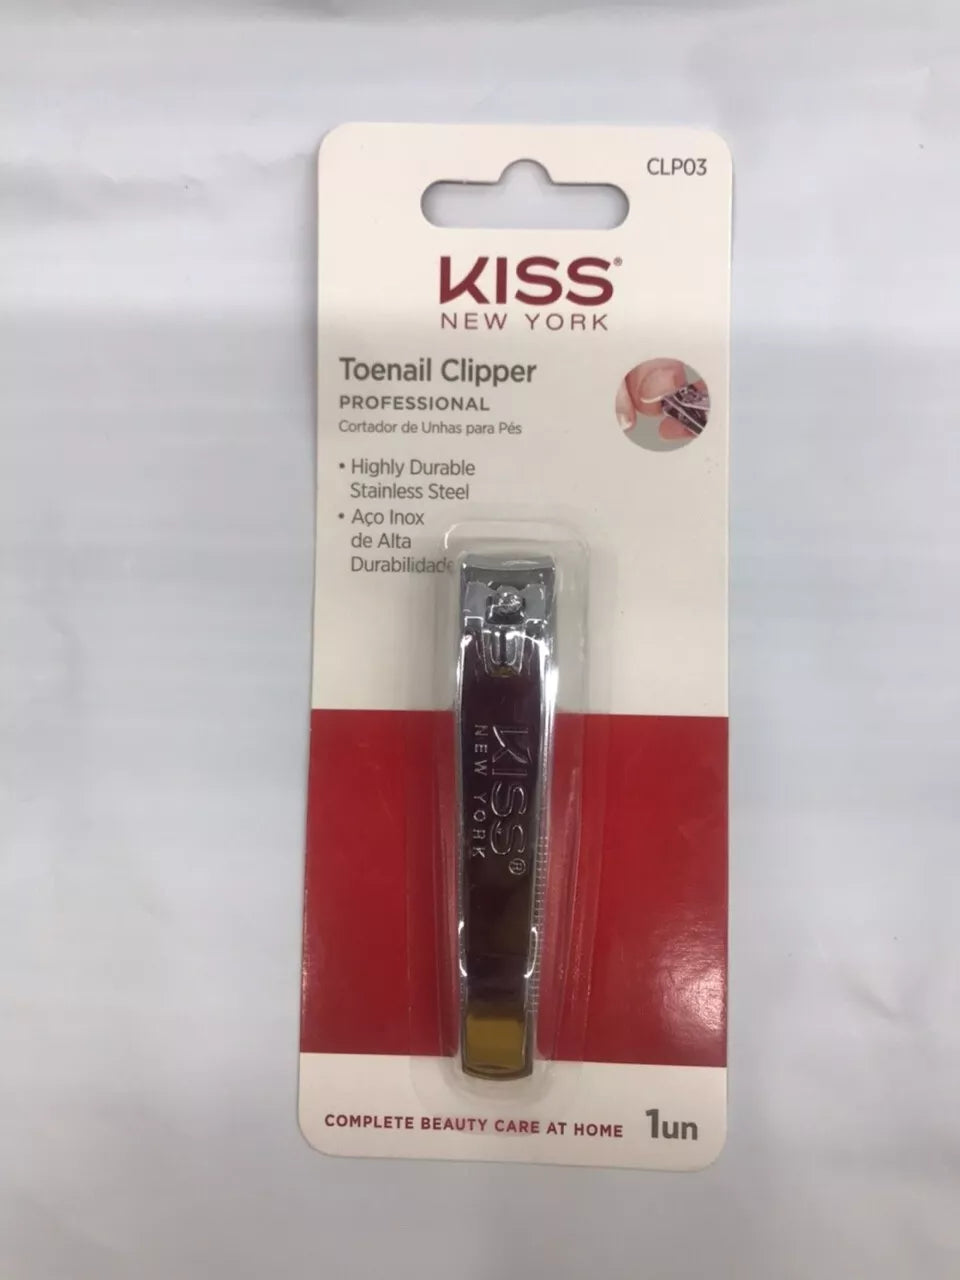 CLP03
KISS®
NEW YORK
Toenail Clipper
PROFESSIONAL
Cortador de Unhas para Pés
• Highly Durable
Stainless Steel
• Aço Inox
de Alta
Durabilidade
KISS®
NEW YORK
COMPLETE BEAUTY CARE AT HOME
1un